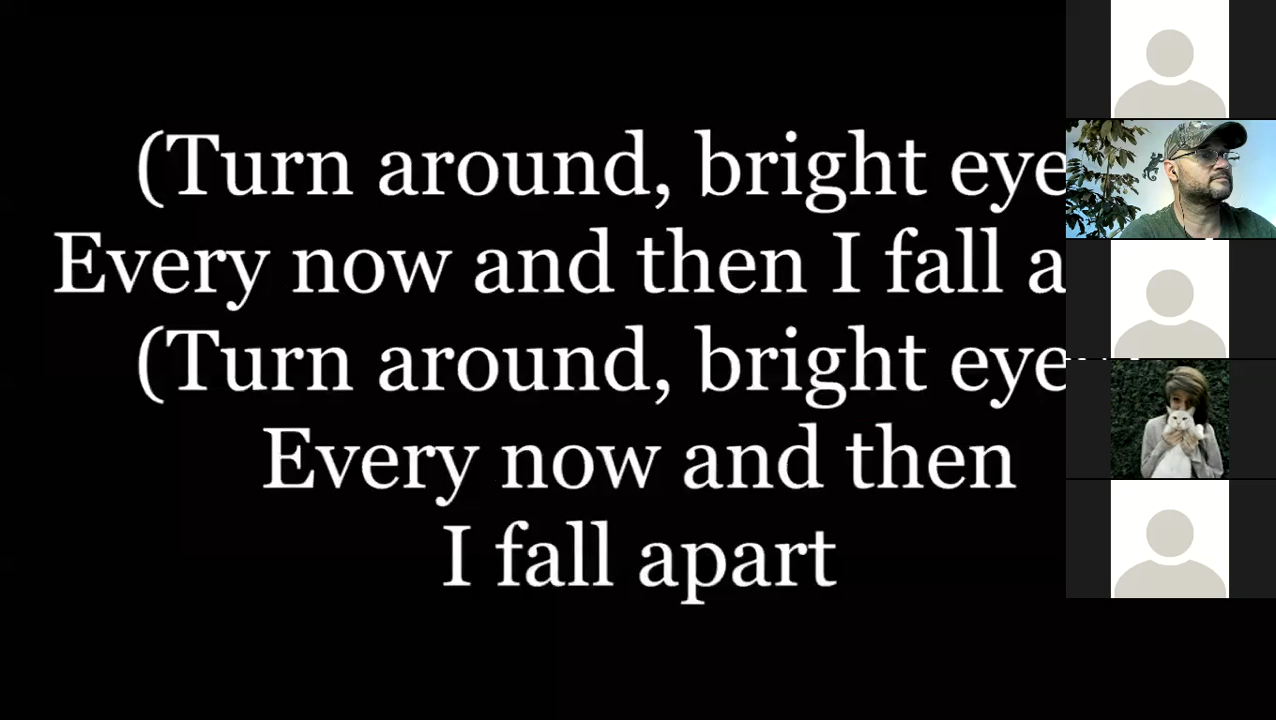 (Turn around, bright eye
Every now and then I fall a
(Turn around, bright eye
Every now and then
I fall apart